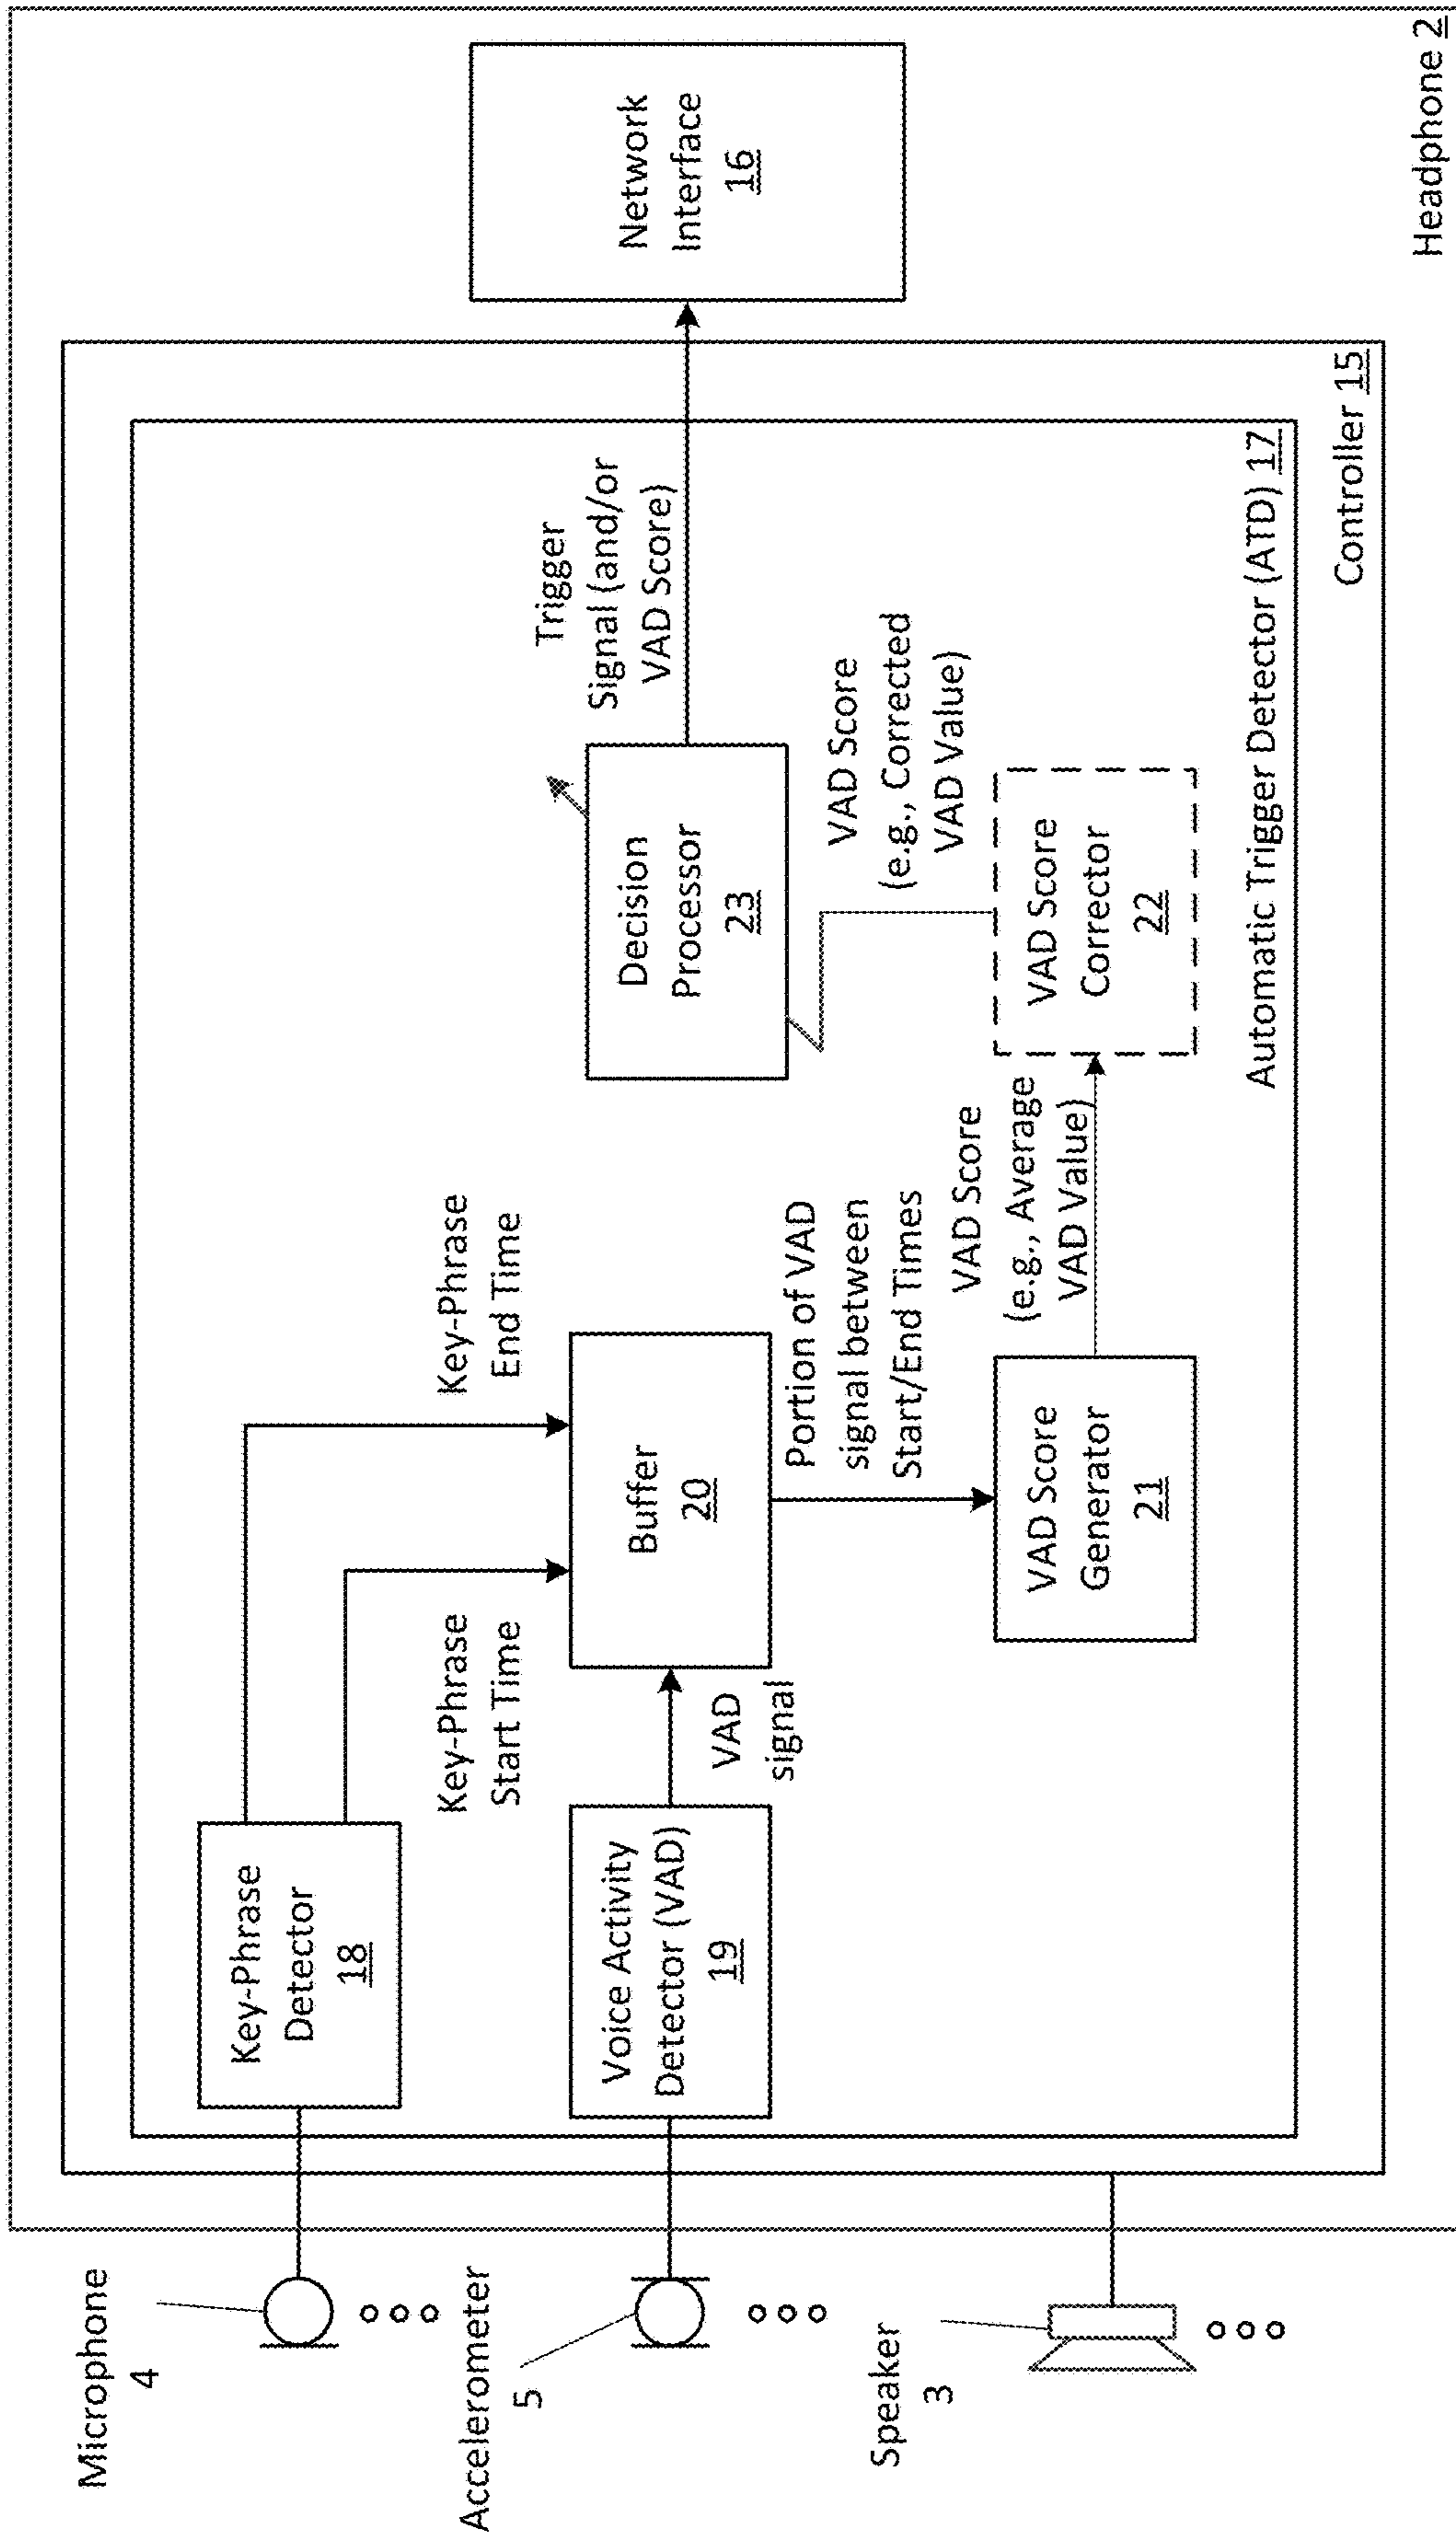 Microphone
4
Accelerometer
5
Speaker
3
Key-Phrase
Detector
18
Voice Activity
Detector (VAD)
19
Key-Phrase
Start Time
Key-Phrase
End Time
VAD
signal
Buffer
20
Portion of VAD
signal between
Start/End Times
VAD Score
Generator
21
VAD Score
(e.g., Average
VAD Value)
VAD Score
Corrector
22
VAD Score
(e.g., Corrected
VAD Value)
Decision
Processor
23
Trigger
Signal (and/or
VAD Score)
Network
Interface
16
Automatic Trigger Detector (ATD) 17
Controller 15
Headphone 2